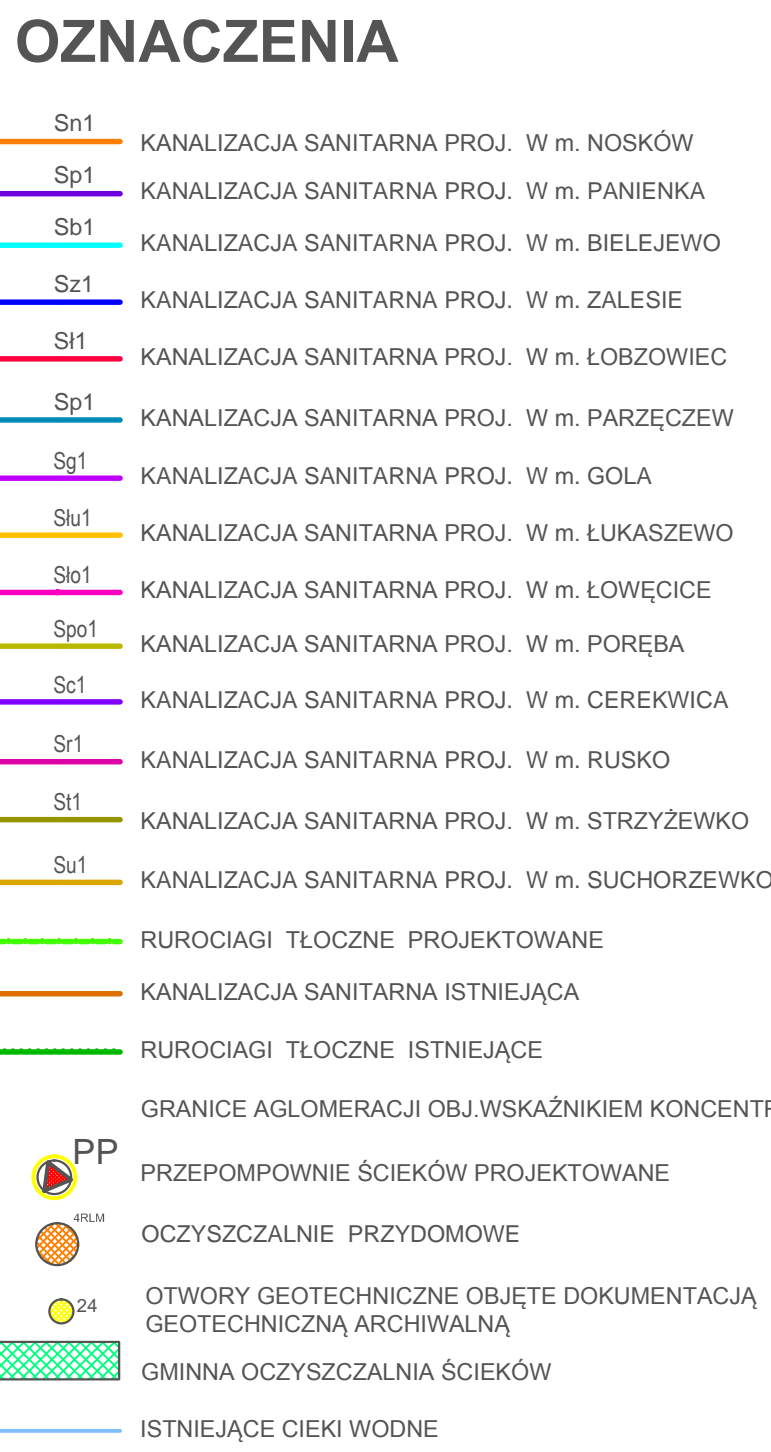 OZNACZENIA
Sn1
KANALIZACJA SANITARNA PROJ. W m. NOSKÓW
Sp1
KANALIZACJA SANITARNA PROJ. W m. PANIENKA
Sb1
KANALIZACJA SANITARNA PROJ. W m. BIELEJEWO
Sz1
KANALIZACJA SANITARNA PROJ. W m. ZALESIE
Sł1
KANALIZACJA SANITARNA PROJ. W m. ŁOBZOWIEC
Sp1
KANALIZACJA SANITARNA PROJ. W m. PARZĘCZEW
Sg1
KANALIZACJA SANITARNA PROJ. W m. GOLA
Słu1
KANALIZACJA SANITARNA PROJ. W m. ŁUKASZEWO
Sło1
KANALIZACJA SANITARNA PROJ. W m. ŁOWĘCICE
Spo1
KANALIZACJA SANITARNA PROJ. W m. PORĘBA
Sc1
KANALIZACJA SANITARNA PROJ. W m. CEREKWICA
Sr1
KANALIZACJA SANITARNA PROJ. W m. RUSKO
St1
KANALIZACJA SANITARNA PROJ. W m. STRZYŻEWKO
Su1
KANALIZACJA SANITARNA PROJ. W m. SUCHORZEWKO
RUROCIAGI TŁOCZNE PROJEKTOWANE
KANALIZACJA SANITARNA ISTNIEJĄCA
RUROCIAGI TŁOCZNE ISTNIEJĄCE
GRANICE AGLOMERACJI OBJ.WSKAŹNIKIEM KONCENTR
PP
PRZEPOMPOWNIE ŚCIEKÓW PROJEKTOWANE
4RLM
OCZYSZCZALNIE PRZYDOMOWE
24
OTWORY GEOTECHNICZNE OBJĘTE DOKUMENTACJĄ
GEOTECHNICZNĄ ARCHIWALNĄ
GMINNA OCZYSZCZALNIA ŚCIEKÓW
ISTNIEJĄCE CIEKI WODNE